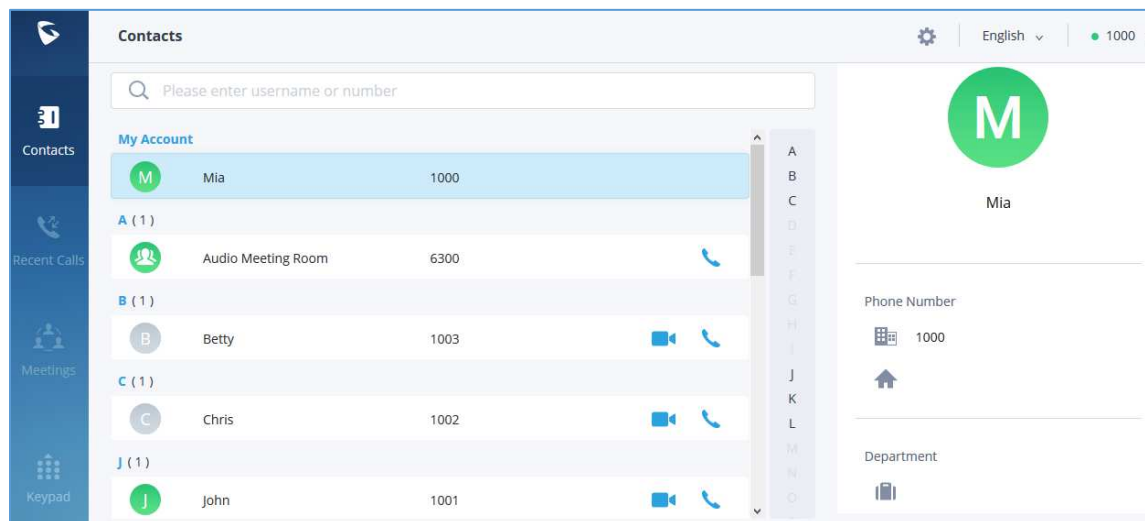 Contacts
English
1000
Please enter username or number
Contacts
My Account
M
Mia
1000
A ( 1 )
Audio Meeting Room
6300
B ( 1 )
B
Betty
1003
C ( 1 )
C
Chris
1002
J ( 1 )
J
John
1001
A
B
C
D
E
F
G
H
I
J
K
L
M
N
O
Recent Calls
Meetings
Keypad
M
Mia
Phone Number
1000
Department